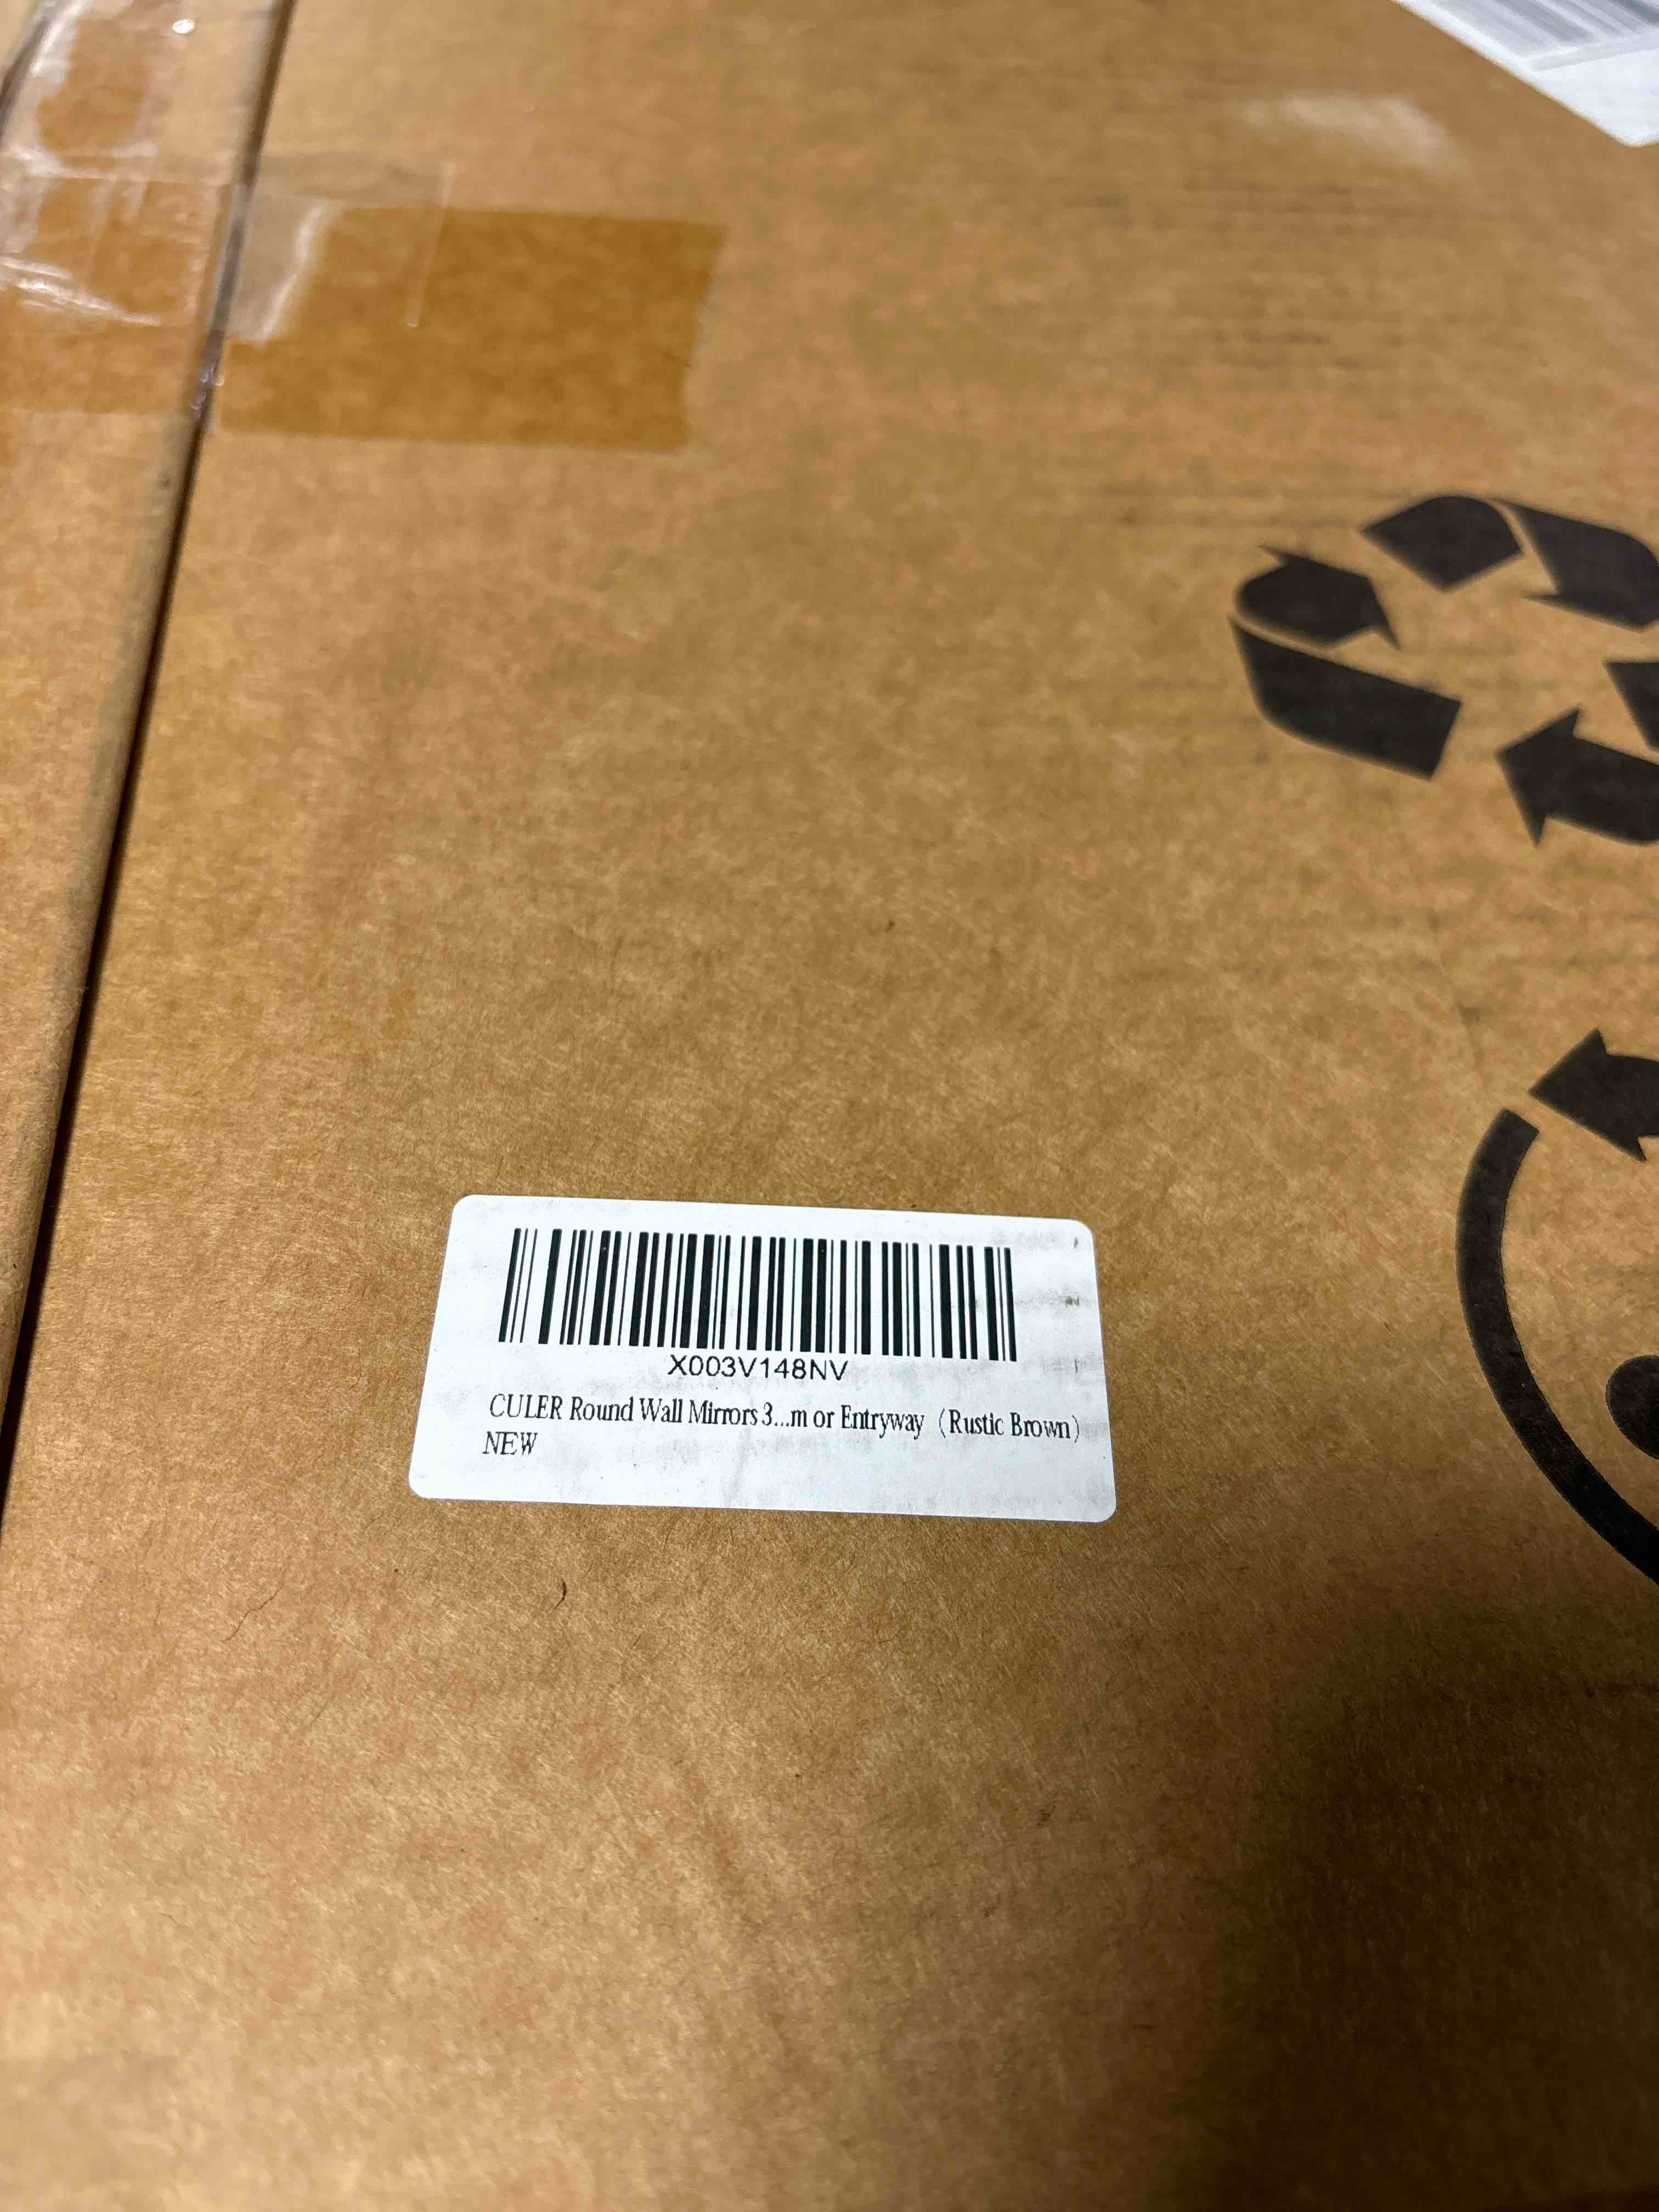 X003V148NV
CULER Round Wall Mirrors 3...m or Entryway（Rustic Brown）
NEW